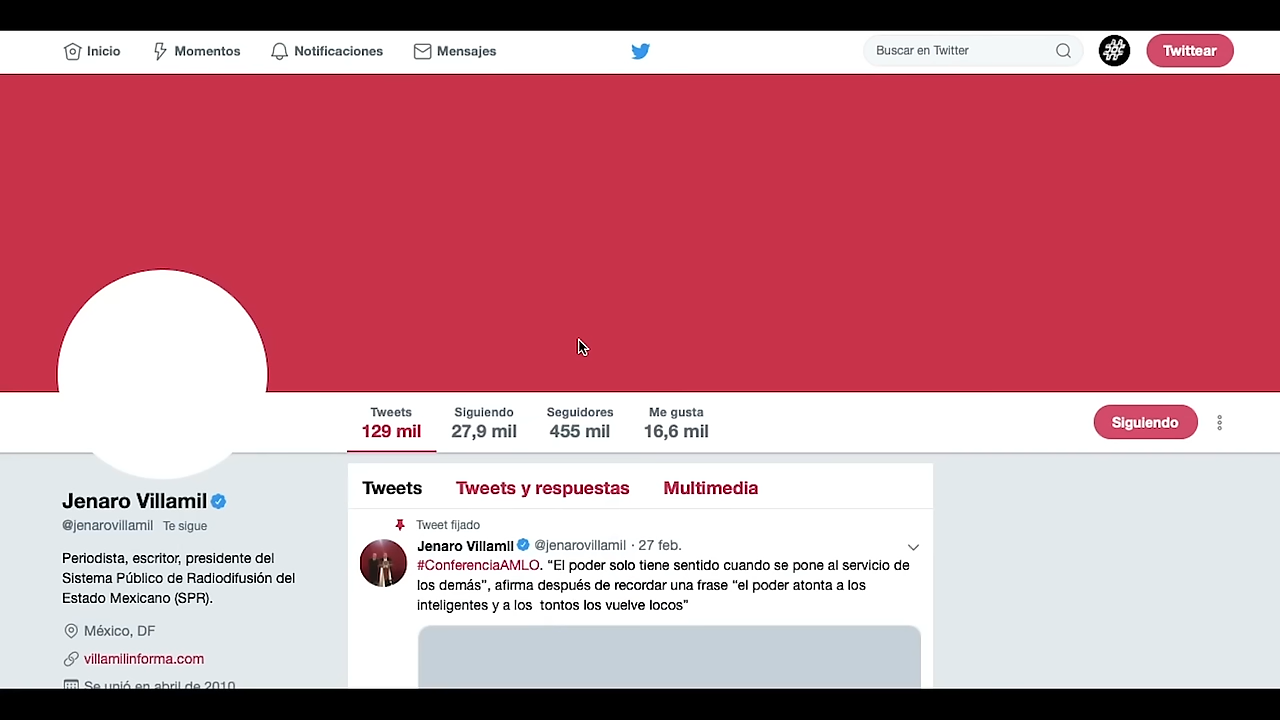 Inicio Momentos Notificaciones Mensajes Buscar en Twitter Twittear
Tweets Siguiendo Seguidores Me gusta
129 mil 27,9 mil 455 mil 16,6 mil Siguiendo
Jenaro Villamil
@jenarovillamil Te sigue
Periodista, escritor, presidente del
Sistema Público de Radiodifusión del
Estado Mexicano (SPR).
México, DF
villamilinforma.com
Se unió en abril de 2010
Tweets Tweets y respuestas Multimedia
Tweet fijado
Jenaro Villamil @jenarovillamil · 27 feb.
#ConferenciaAMLO. “El poder solo tiene sentido cuando se pone al servicio de
los demás”, afirma después de recordar una frase “el poder atonta a los
inteligentes y a los tontos los vuelve locos”